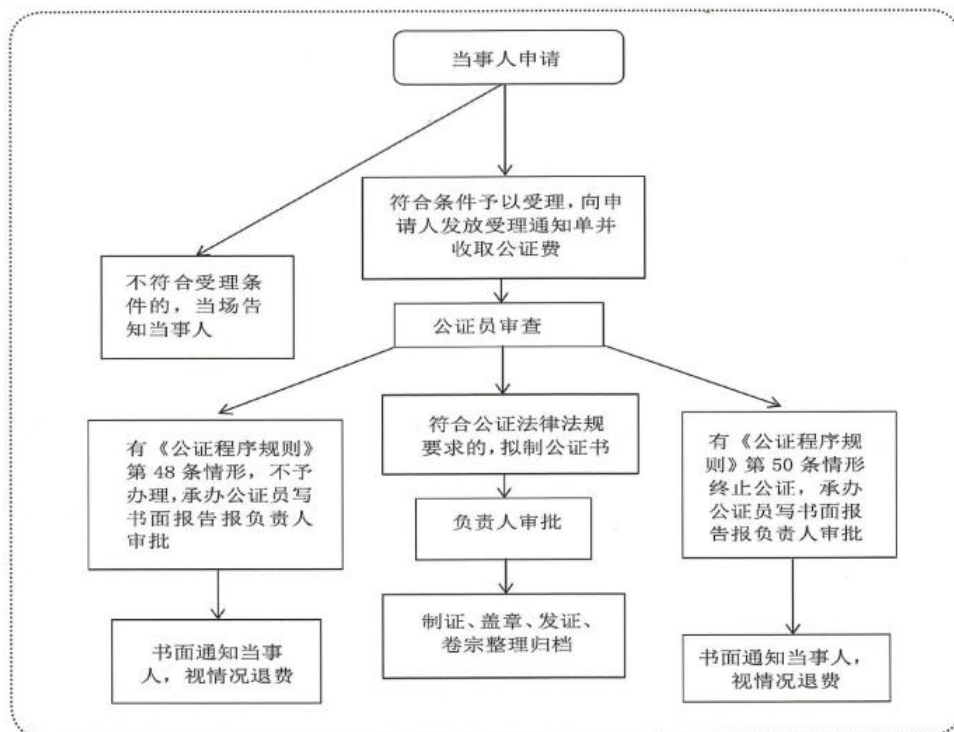 当事人申请
符合条件予以受理，向申
请人发放受理通知单并
收取公证费
不符合受理条
件的，当场告
知当事人
公证员审查
有《公证程序规则》
第 48 条情形，不予
办理，承办公证员写
书面报告报负责人
审批
符合公证法律法规
要求的，拟制公证书
有《公证程序规
则》第 50 条情形
终止公证，承办
公证员写书面报
告报负责人审批
负责人审批
书面通知当事
人，视情况退费
制证、盖章、发证、
卷宗整理归档
书面通知当事人，
视情况退费